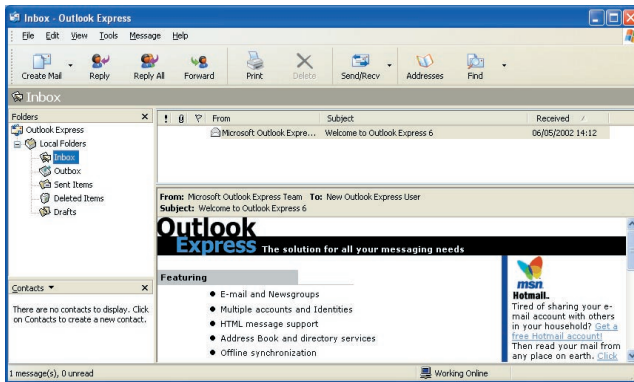 Inbox - Outlook Express
File Edit View Tools Message Help
Create Mail Reply Reply All Forward Print Delete Send/Recv Addresses Find
Inbox
Folders
Outlook Express
Local Folders
Inbox
Outbox
Sent Items
Deleted Items
Drafts
From Subject Received
Microsoft Outlook Expre... Welcome to Outlook Express 6 06/05/2002 14:12
From: Microsoft Outlook Express Team To: New Outlook Express User
Subject: Welcome to Outlook Express 6
Outlook
Express The solution for all your messaging needs
Featuring
• E-mail and Newsgroups
• Multiple accounts and Identities
• HTML message support
• Address Book and directory services
• Offline synchronization
msn
Hotmail.
Tired of sharing your e-
mail account with others
in your household? Get a
free Hotmail account!
Then read your mail from
any place on earth. Click
Contacts
There are no contacts to display. Click
on Contacts to create a new contact.
1 message(s), 0 unread Working Online